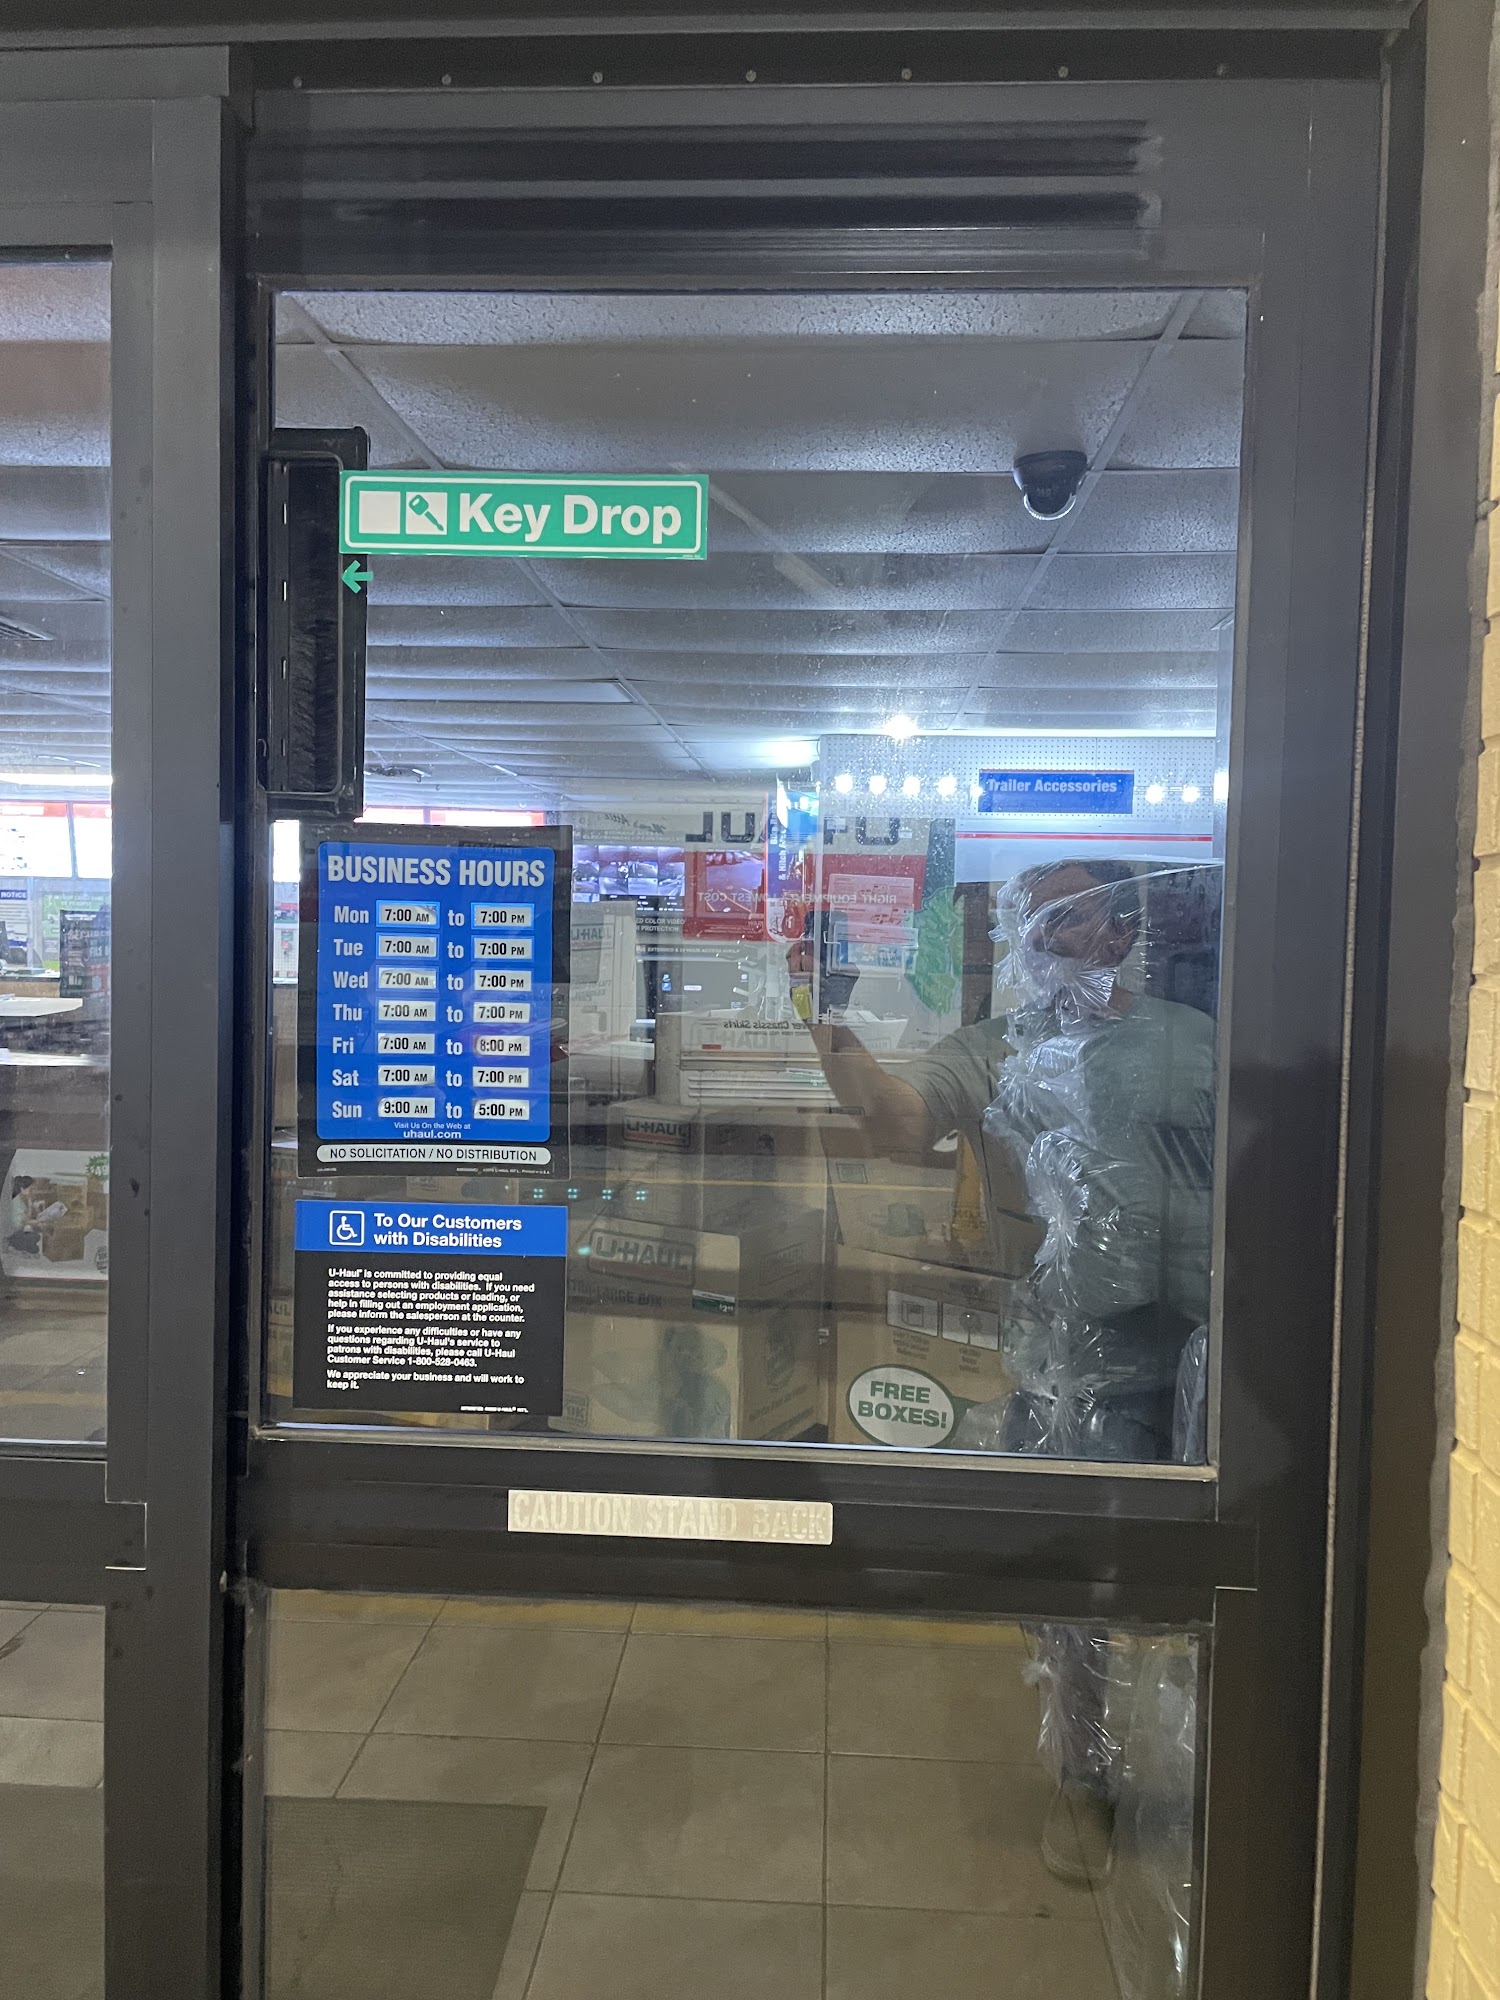 Key Drop
Trailer Accessories
U-HAUL
RIGHT EQUIPMENT LOWEST COST
NOTICE
BUSINESS HOURS
Mon 7:00 AM to 7:00 PM
Tue 7:00 AM to 7:00 PM
Wed 7:00 AM to 7:00 PM
Thu 7:00 AM to 7:00 PM
Fri 7:00 AM to 8:00 PM
Sat 7:00 AM to 7:00 PM
Sun 9:00 AM to 5:00 PM
Visit Us On the Web at
uhaul.com
NO SOLICITATION / NO DISTRIBUTION
To Our Customers
with Disabilities
U-Haul® is committed to providing equal
access to persons with disabilities. If you need
assistance selecting products or loading, or
help in filling out an employment application,
please inform the salesperson at the counter.
If you experience any difficulties or have any
questions regarding U-Haul's service to
patrons with disabilities, please call U-Haul
Customer Service 1-800-528-0463.
We appreciate your business and will work to
keep it.
U-HAUL
U-HAUL
FREE
BOXES!
CAUTION STAND BACK